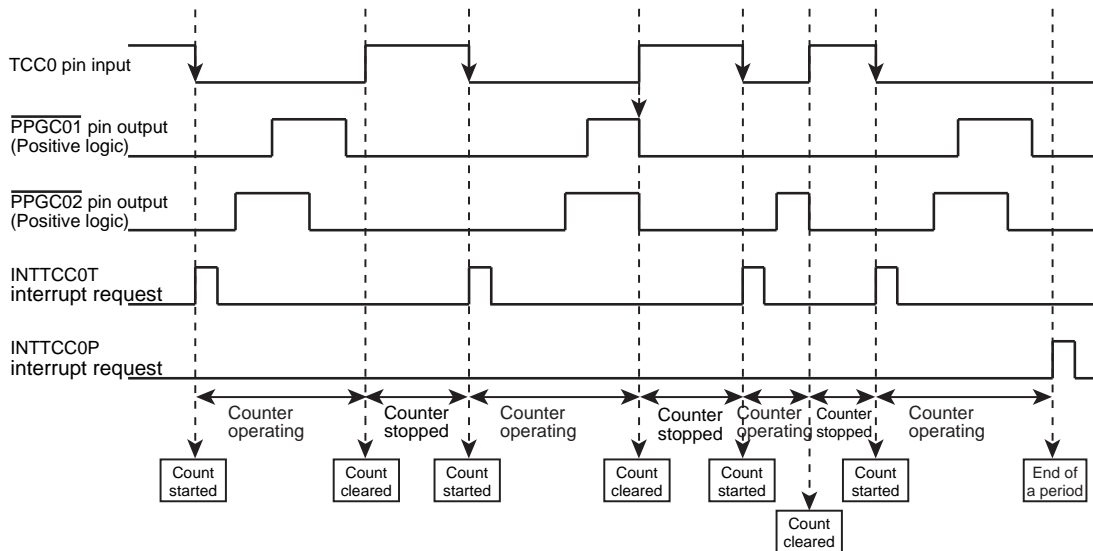 TCC0 pin input
PPGC01 pin output
(Positive logic)
PPGC02 pin output
(Positive logic)
INTTCC0T
interrupt request
INTTCC0P
interrupt request
Counter
operating
Counter
stopped
Counter
operating
Counter
stopped
Counter
operating
Counter
stopped
Counter
operating
Count
started
Count
cleared
Count
started
Count
cleared
Count
started
Count
cleared
Count
started
End of
a period